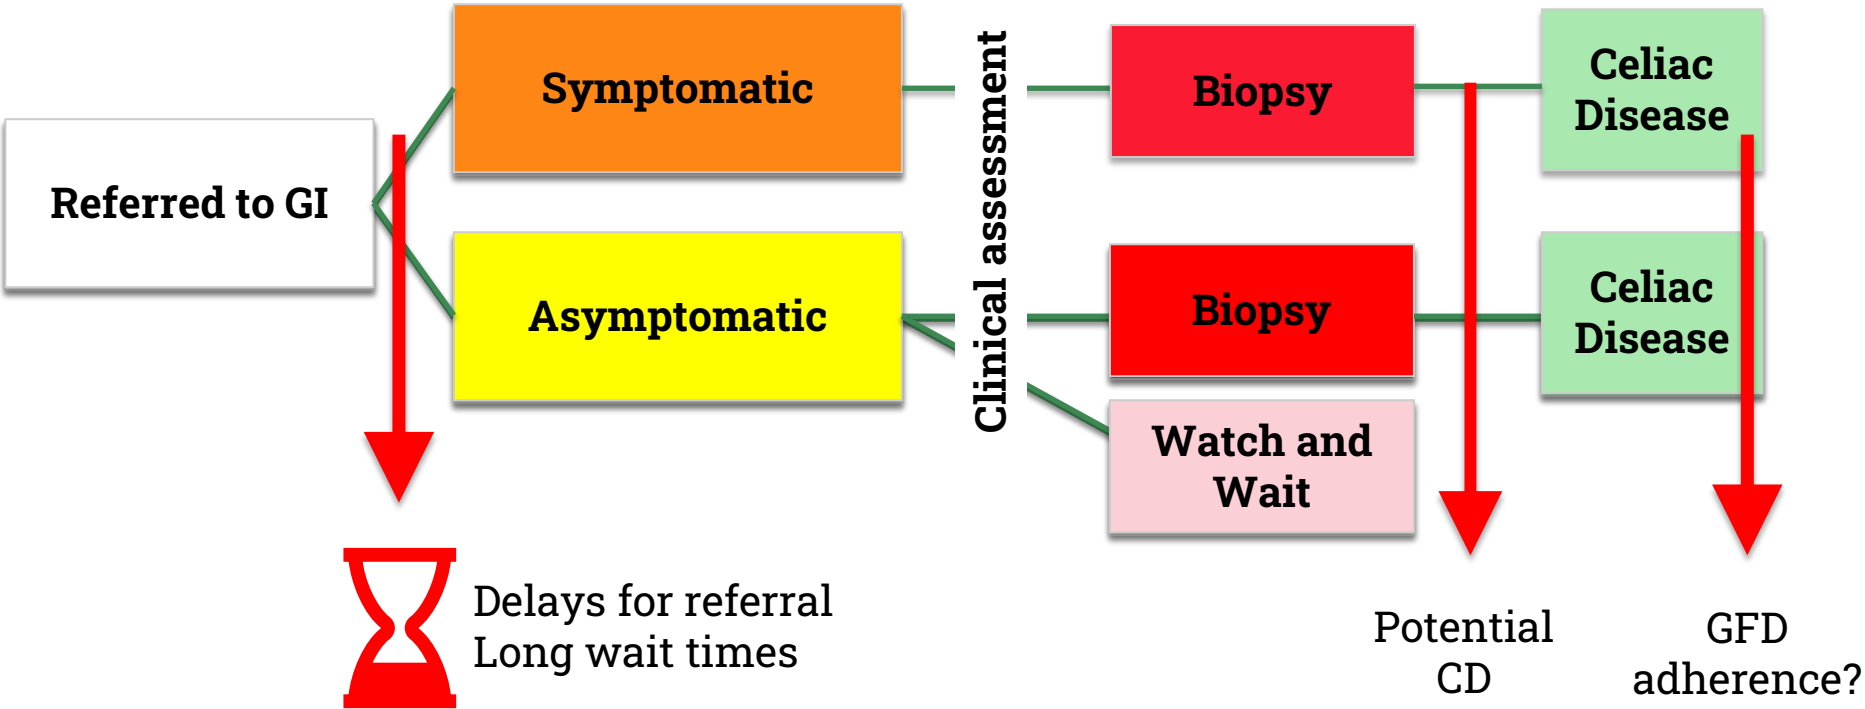 Referred to GI
Symptomatic
Asymptomatic
Clinical assessment
Biopsy
Biopsy
Watch and
Wait
Celiac
Disease
Celiac
Disease
Delays for referral
Long wait times
Potential
CD
GFD
adherence?